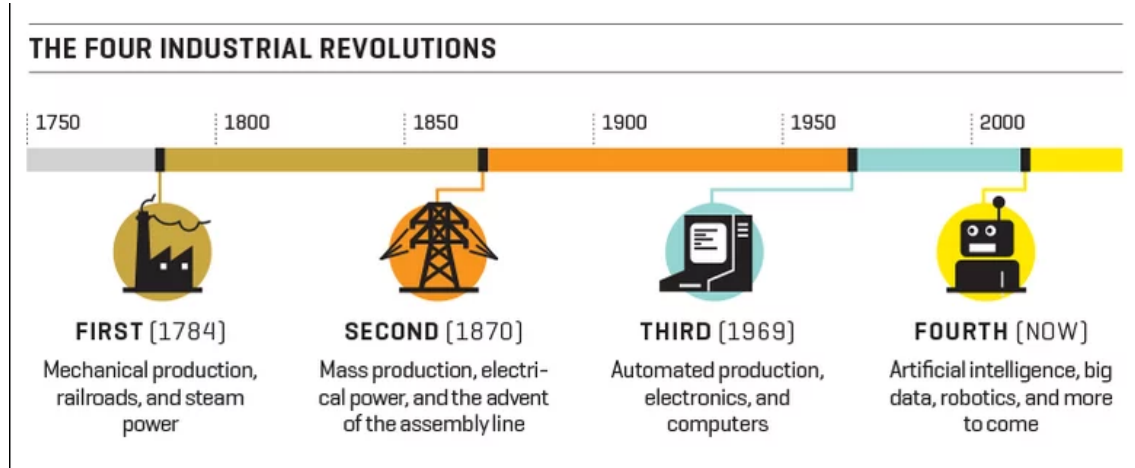 THE FOUR INDUSTRIAL REVOLUTIONS
1750 1800 1850 1900 1950 2000
FIRST (1784)
Mechanical production,
railroads, and steam
power
SECOND (1870)
Mass production, electri-
cal power, and the advent
of the assembly line
THIRD (1969)
Automated production,
electronics, and
computers
FOURTH (NOW)
Artificial intelligence, big
data, robotics, and more
to come